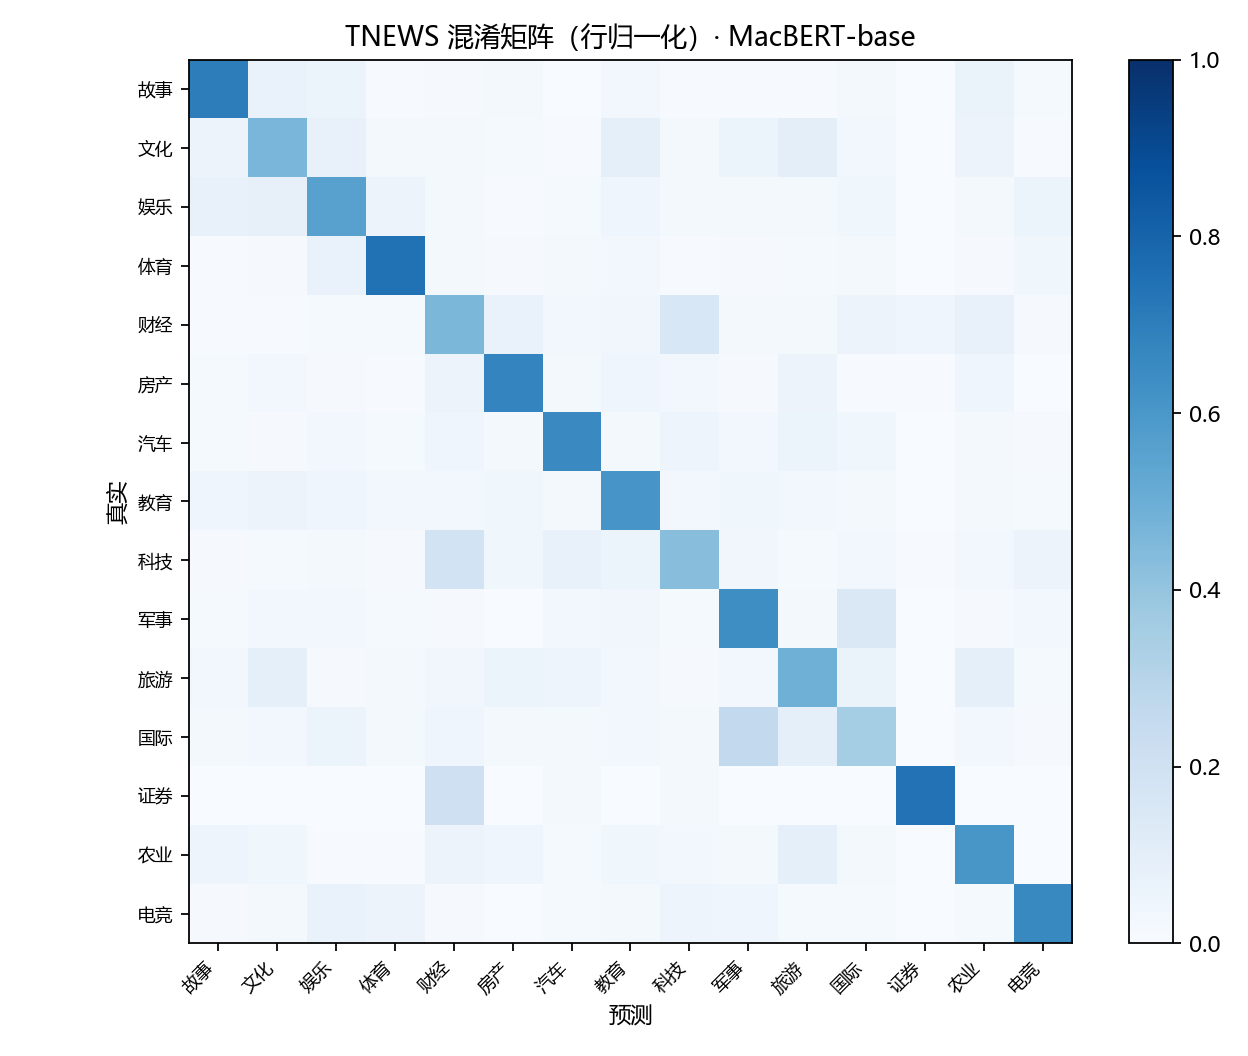 TNEWS 混淆矩阵（行归一化）· MacBERT-base
真实
故事
文化
娱乐
体育
财经
房产
汽车
教育
科技
军事
旅游
国际
证券
农业
电竞
故事
文化
娱乐
体育
财经
房产
汽车
教育
科技
军事
旅游
国际
证券
农业
电竞
预测
1.0
0.8
0.6
0.4
0.2
0.0